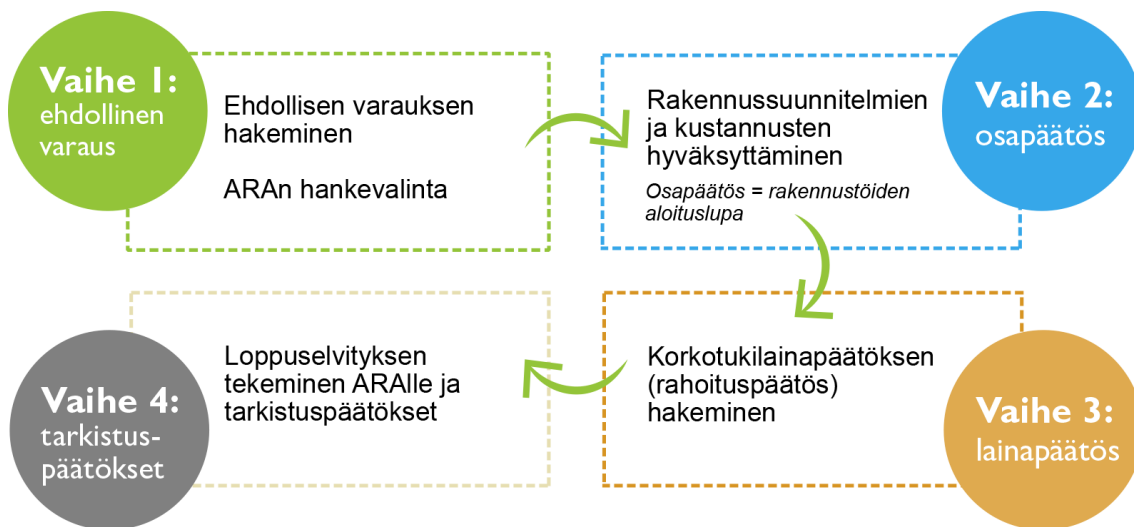 Vaihe 1:
ehdollinen
varaus
Ehdollisen varauksen
hakeminen
ARAn hankevalinta
Rakennussuunnitelmien
ja kustannusten
hyväksyttäminen
Osapäätös = rakennustöiden
aloituslupa
Vaihe 2:
osapäätös
Korkotukilainapäätöksen
(rahoituspäätös)
hakeminen
Vaihe 3:
lainapäätös
Loppuselvityksen
tekeminen ARAlle ja
tarkistuspäätökset
Vaihe 4:
tarkistus-
päätökset